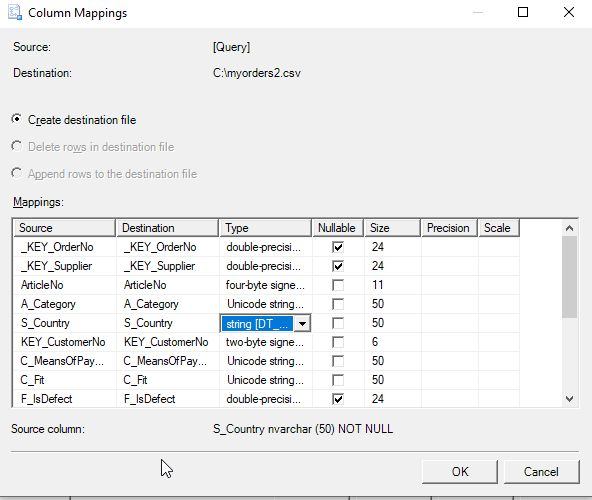 Column Mappings
Source: [Query]
Destination: C:\myorders2.csv
Create destination file
Delete rows in destination file
Append rows to the destination file
Mappings:
Source Destination Type Nullable Size Precision Scale
_KEY_OrderNo _KEY_OrderNo double-precisi... 24
_KEY_Supplier _KEY_Supplier double-precisi... 24
ArticleNo ArticleNo four-byte signe... 11
A_Category A_Category Unicode string... 50
S_Country S_Country string [DT_... 50
KEY_CustomerNo KEY_CustomerNo two-byte signe... 6
C_MeansOfPay... C_MeansOfPay... Unicode string... 50
C_Fit C_Fit Unicode string... 50
F_IsDefect F_IsDefect double-precisi... 24
Source column: S_Country nvarchar (50) NOT NULL
OK Cancel